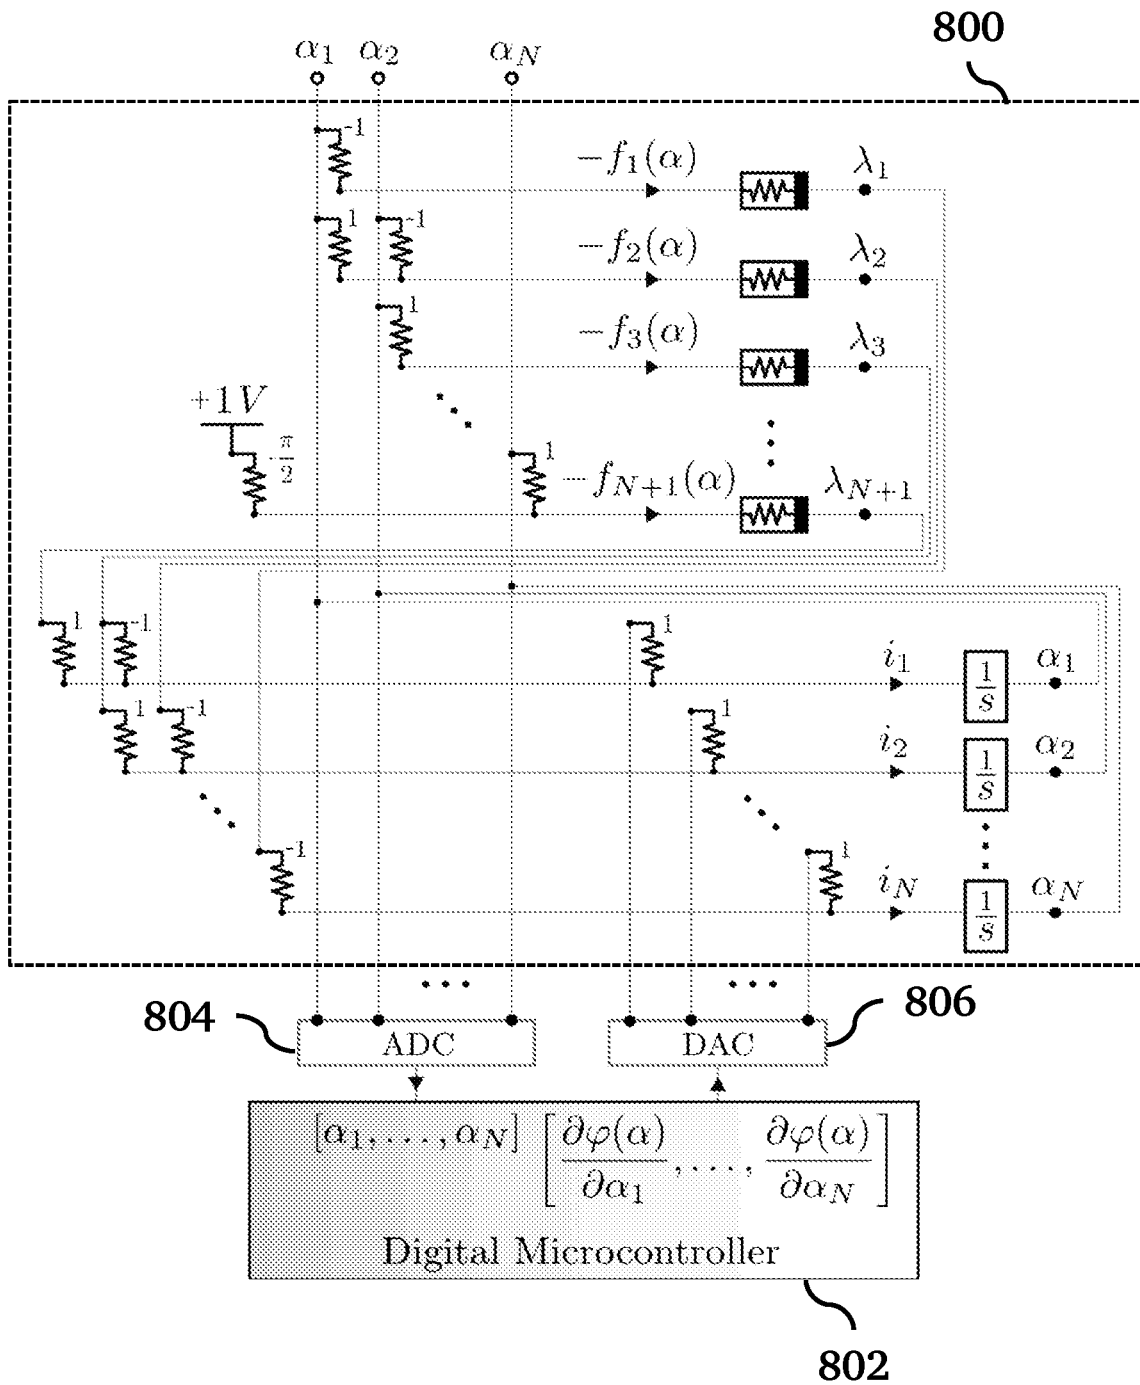 800
α1 α2 αN
-1
−f1(α) λ1
1 -1
−f2(α) λ2
1
−f3(α) λ3
+1V
-π/2 1
−fN+1(α) λN+1
1 -1 1
i1 1/s α1
1 -1 1
i2 1/s α2
-1 1
iN 1/s αN
804 806
ADC DAC
[α1, . . . , αN] [∂φ(α)/∂α1, . . . , ∂φ(α)/∂αN]
Digital Microcontroller
802